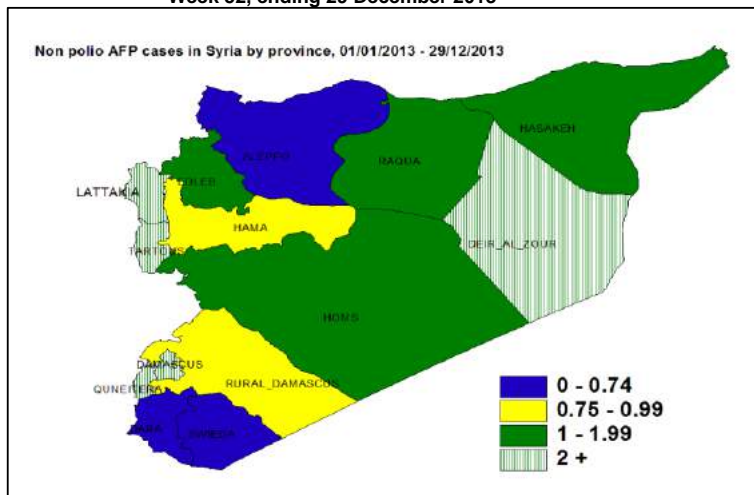 Week 52, ending 29 December 2013
Non polio AFP cases in Syria by province, 01/01/2013 - 29/12/2013
HASAKEH
ALEPPO
RAQUA
EDLEB
LATTAKIA
HAMA
TARTOUS
DEIR_AL_ZOUR
HOMS
DAMASCUS
QUNEITERA
RURAL_DAMASCUS
DARA
SWIEDA
0 - 0.74
0.75 - 0.99
1 - 1.99
2 +